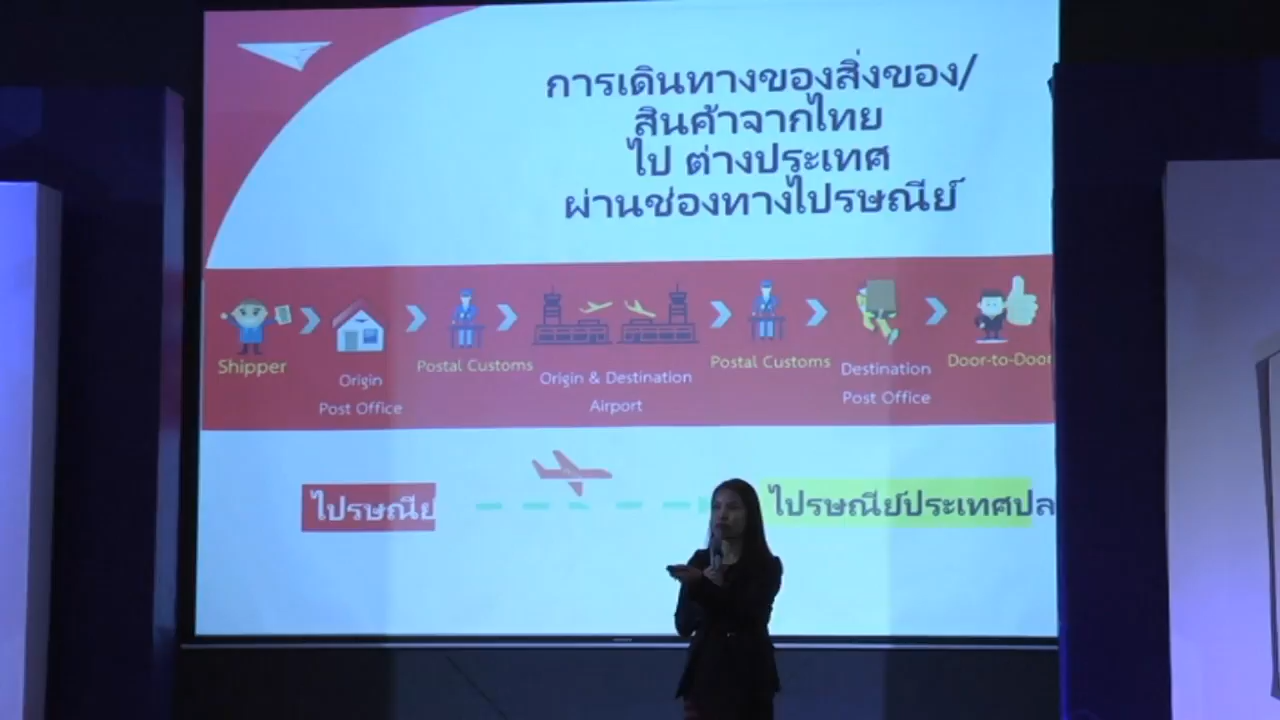 การเดินทางของสิ่งของ/
สินค้าจากไทย
ไป ต่างประเทศ
ผ่านช่องทางไปรษณีย์
Shipper
Origin
Post Office
Postal Customs
Origin & Destination
Airport
Postal Customs
Destination
Post Office
Door-to-Door
ไปรษณีย์
ไปรษณีย์ประเทศปล